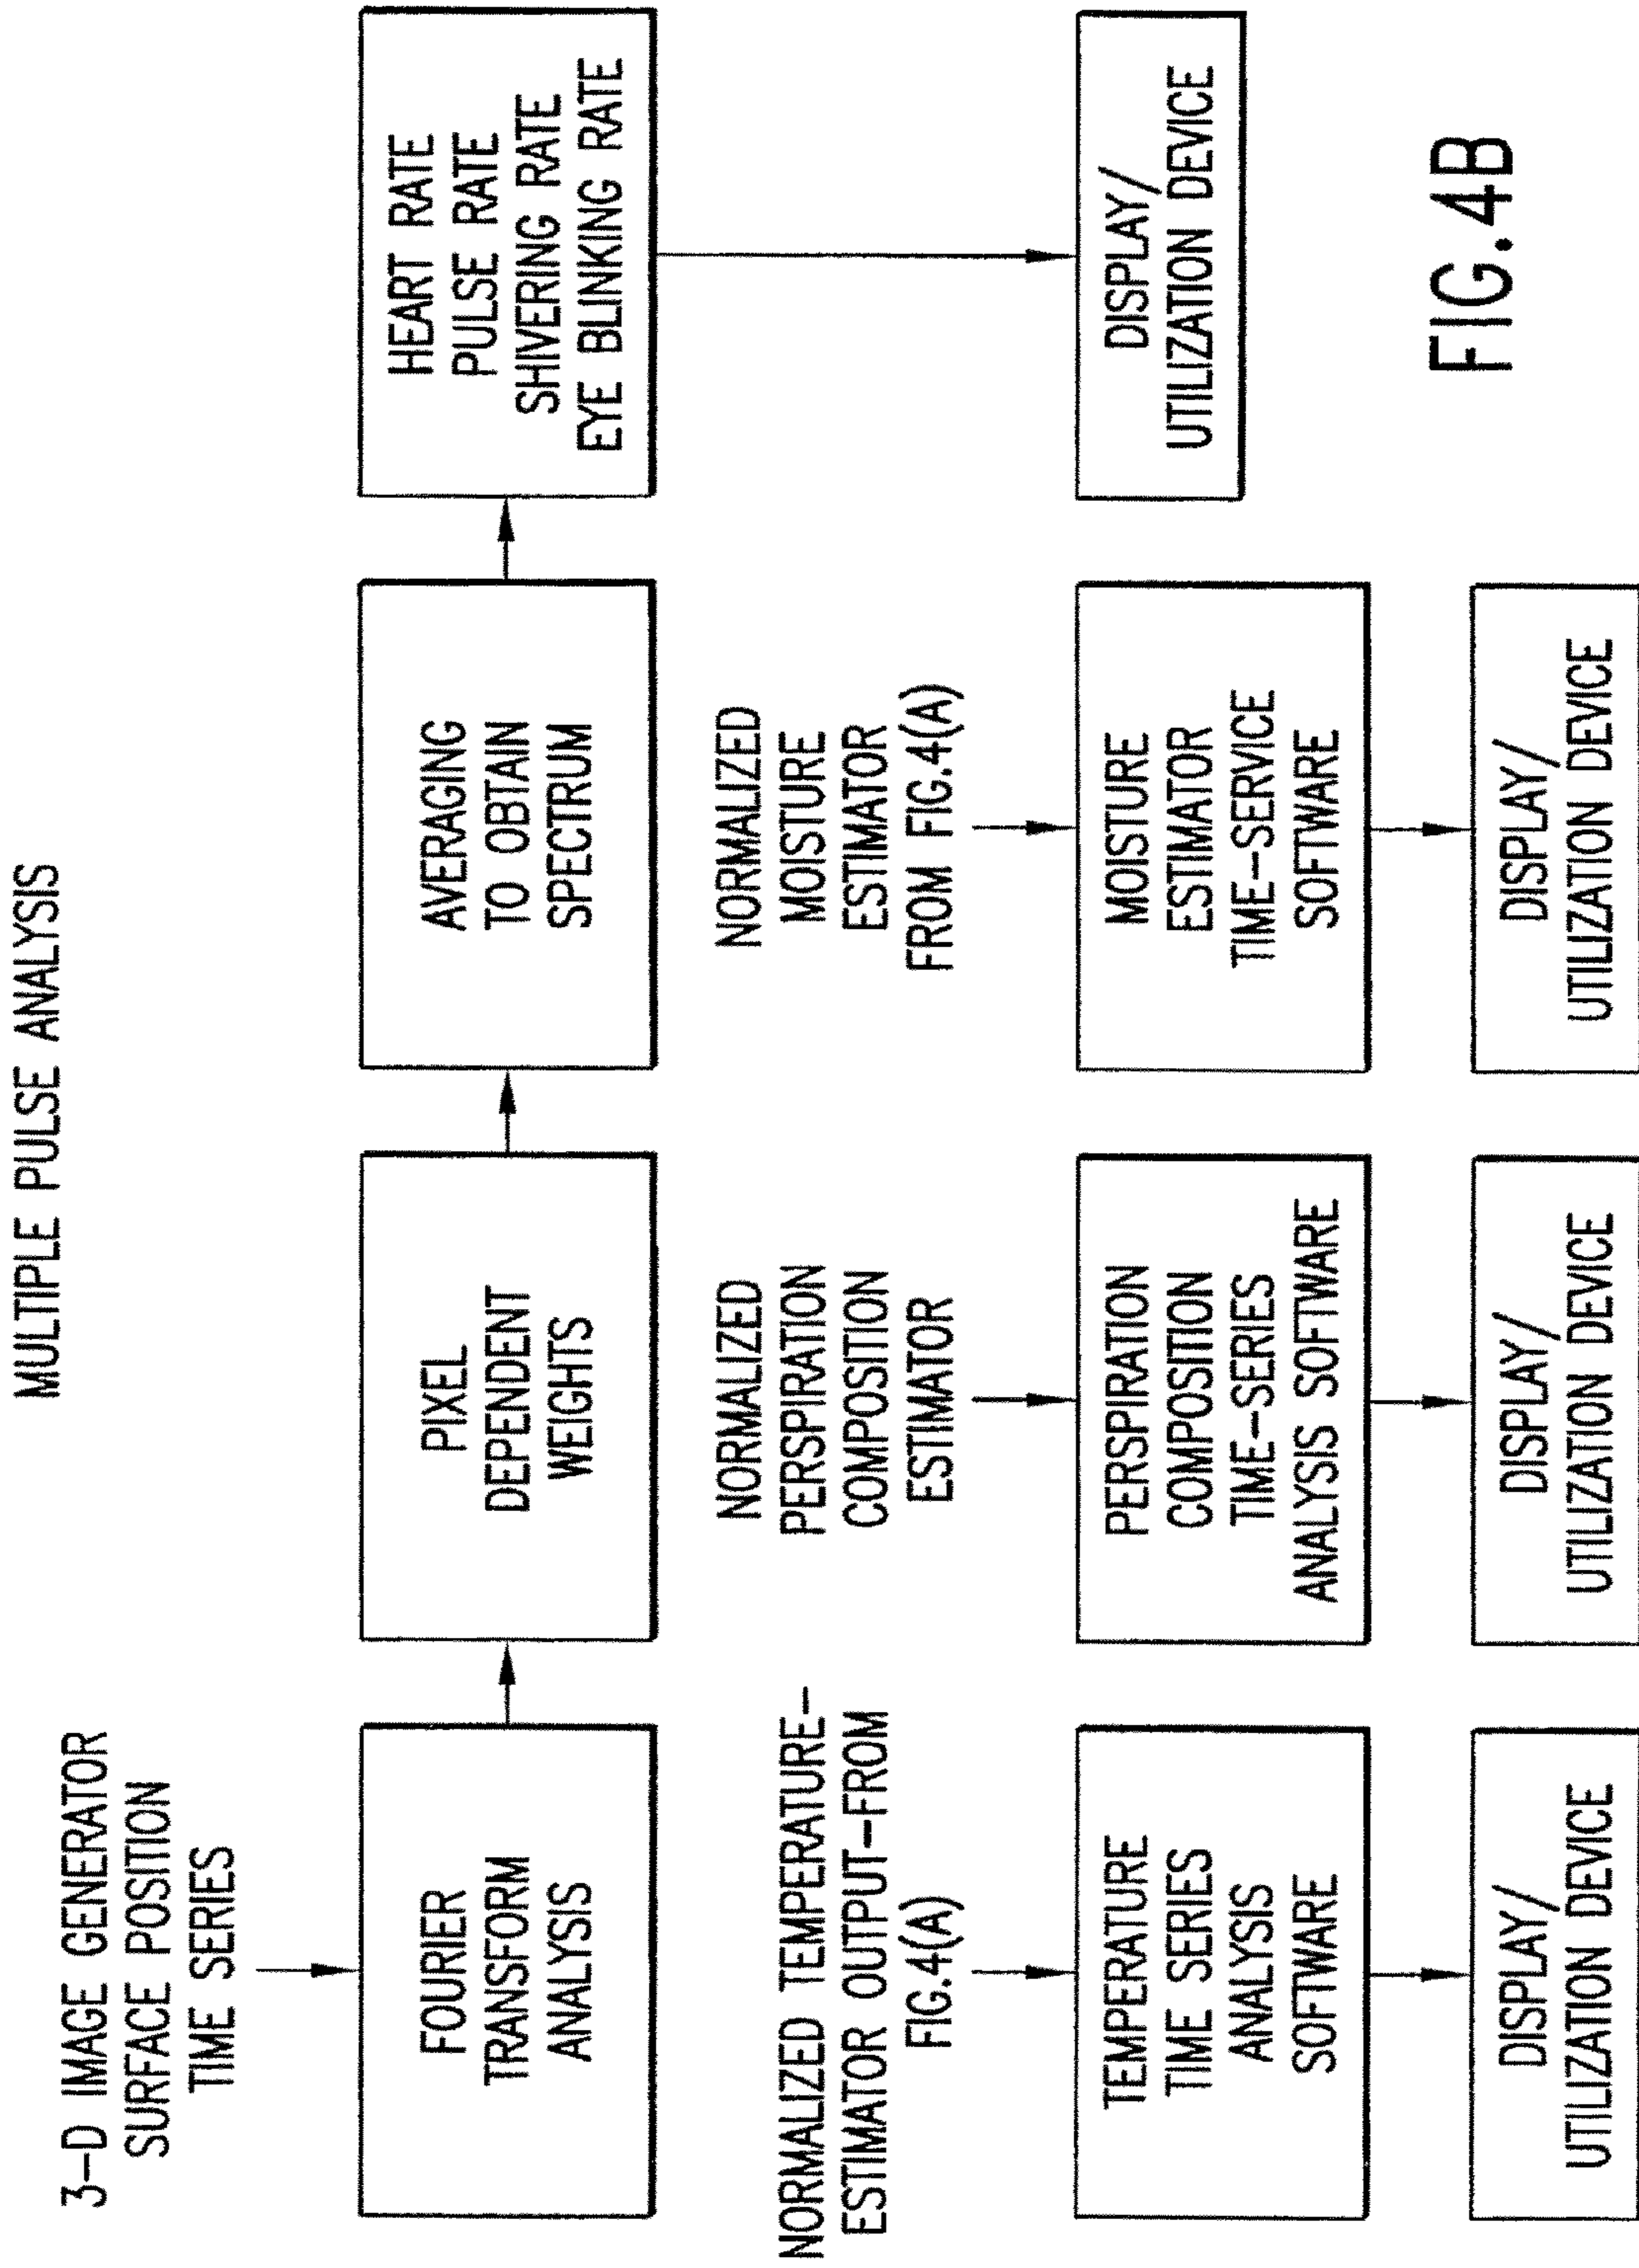 MULTIPLE PULSE ANALYSIS
3-D IMAGE GENERATOR
SURFACE POSITION
TIME SERIES
FOURIER
TRANSFORM
ANALYSIS
PIXEL
DEPENDENT
WEIGHTS
AVERAGING
TO OBTAIN
SPECTRUM
HEART RATE
PULSE RATE
SHIVERING RATE
EYE BLINKING RATE
NORMALIZED TEMPERATURE-
ESTIMATOR OUTPUT-FROM
FIG.4(A)
NORMALIZED
PERSPIRATION
COMPOSITION
ESTIMATOR
NORMALIZED
MOISTURE
ESTIMATOR
FROM FIG.4(A)
TEMPERATURE
TIME SERIES
ANALYSIS
SOFTWARE
PERSPIRATION
COMPOSITION
TIME-SERIES
ANALYSIS SOFTWARE
MOISTURE
ESTIMATOR
TIME-SERVICE
SOFTWARE
DISPLAY/
UTILIZATION DEVICE
DISPLAY/
UTILIZATION DEVICE
DISPLAY/
UTILIZATION DEVICE
DISPLAY/
UTILIZATION DEVICE
FIG.4B